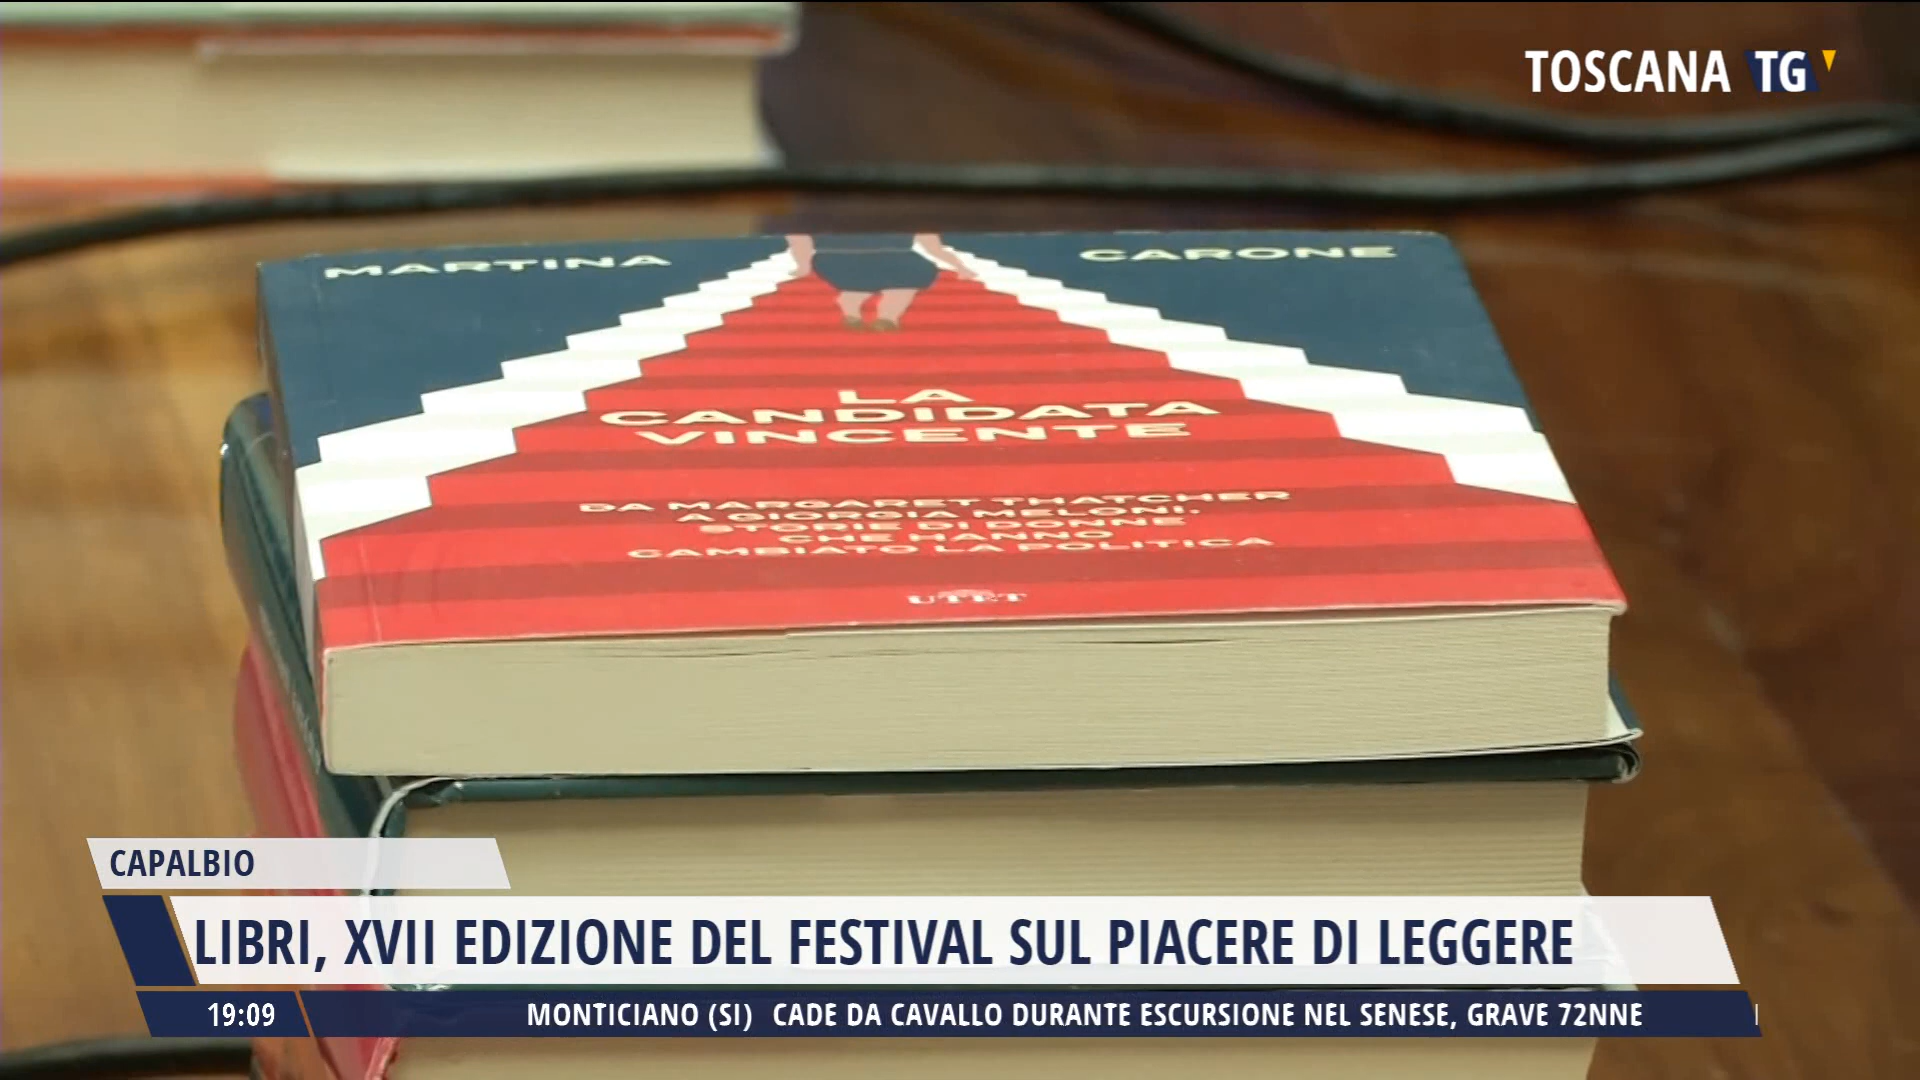 TOSCANA TG
MARTINA CARONE
LA
CANDIDATA
VINCENTE
DA MARGARET THATCHER
A GIORGIA MELONI.
STORIE DI DONNE
CHE HANNO
CAMBIATO LA POLITICA
UTET
CAPALBIO
LIBRI, XVII EDIZIONE DEL FESTIVAL SUL PIACERE DI LEGGERE
19:09 MONTICIANO (SI) CADE DA CAVALLO DURANTE ESCURSIONE NEL SENESE, GRAVE 72NNE